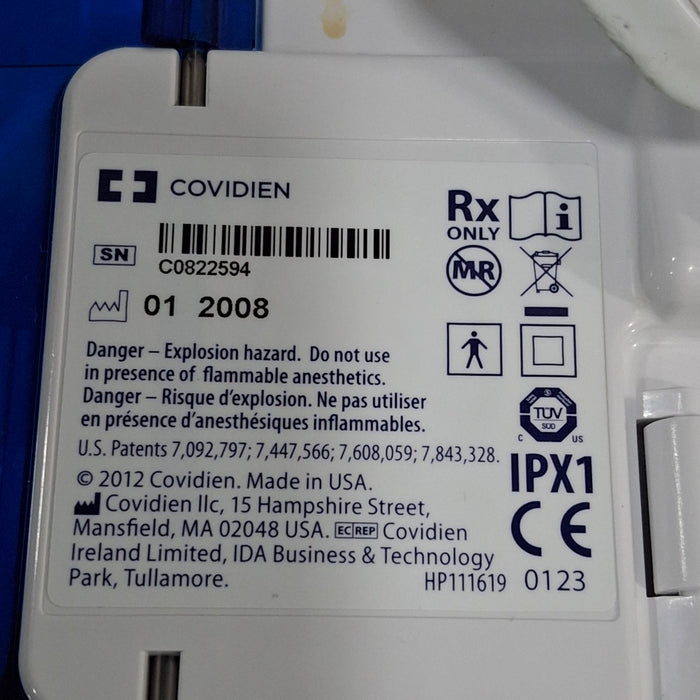 COVIDIEN
SN
C0822594
01 2008
Rx
ONLY
i
MR
Danger – Explosion hazard. Do not use
in presence of flammable anesthetics.
Danger – Risque d'explosion. Ne pas utiliser
en présence d'anesthésiques inflammables.
TÜV
SÜD
C US
U.S. Patents 7,092,797; 7,447,566; 7,608,059; 7,843,328.
IPX1
© 2012 Covidien. Made in USA.
Covidien llc, 15 Hampshire Street,
Mansfield, MA 02048 USA. EC REP Covidien
Ireland Limited, IDA Business & Technology
Park, Tullamore.
HP111619
CE
0123